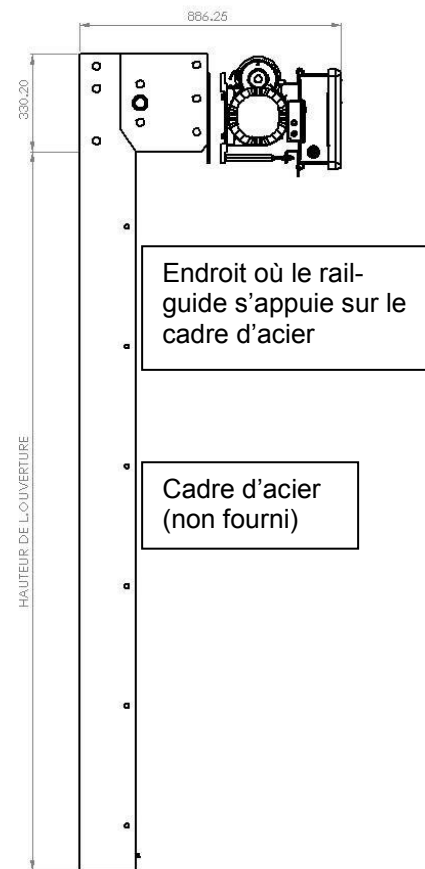 886.25
330.20
Endroit où le rail-
guide s’appuie sur le
cadre d’acier
HAUTEUR DE L.OUVERTURE
Cadre d’acier
(non fourni)